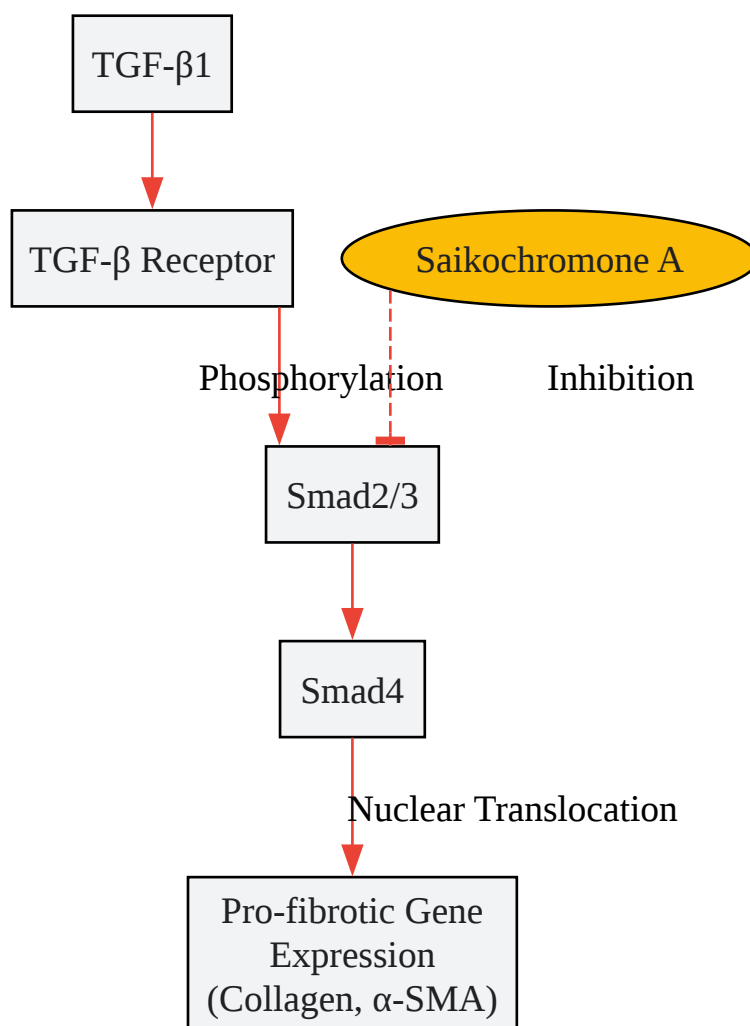 TGF-β1
TGF-β Receptor
Saikochromone A
Phosphorylation
Inhibition
Smad2/3
Smad4
Nuclear Translocation
Pro-fibrotic Gene
Expression
(Collagen, α-SMA)